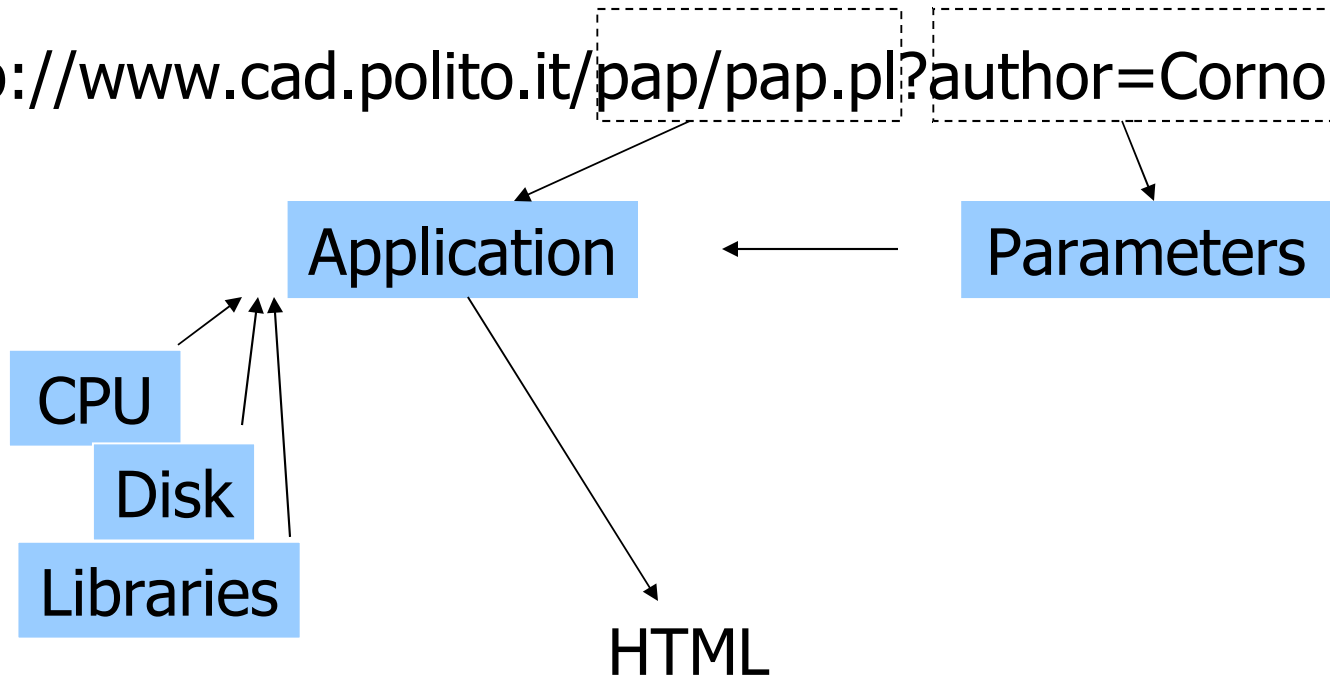 p://www.cad.polito.it/pap/pap.pl?author=Corno
Application
Parameters
CPU
Disk
Libraries
HTML